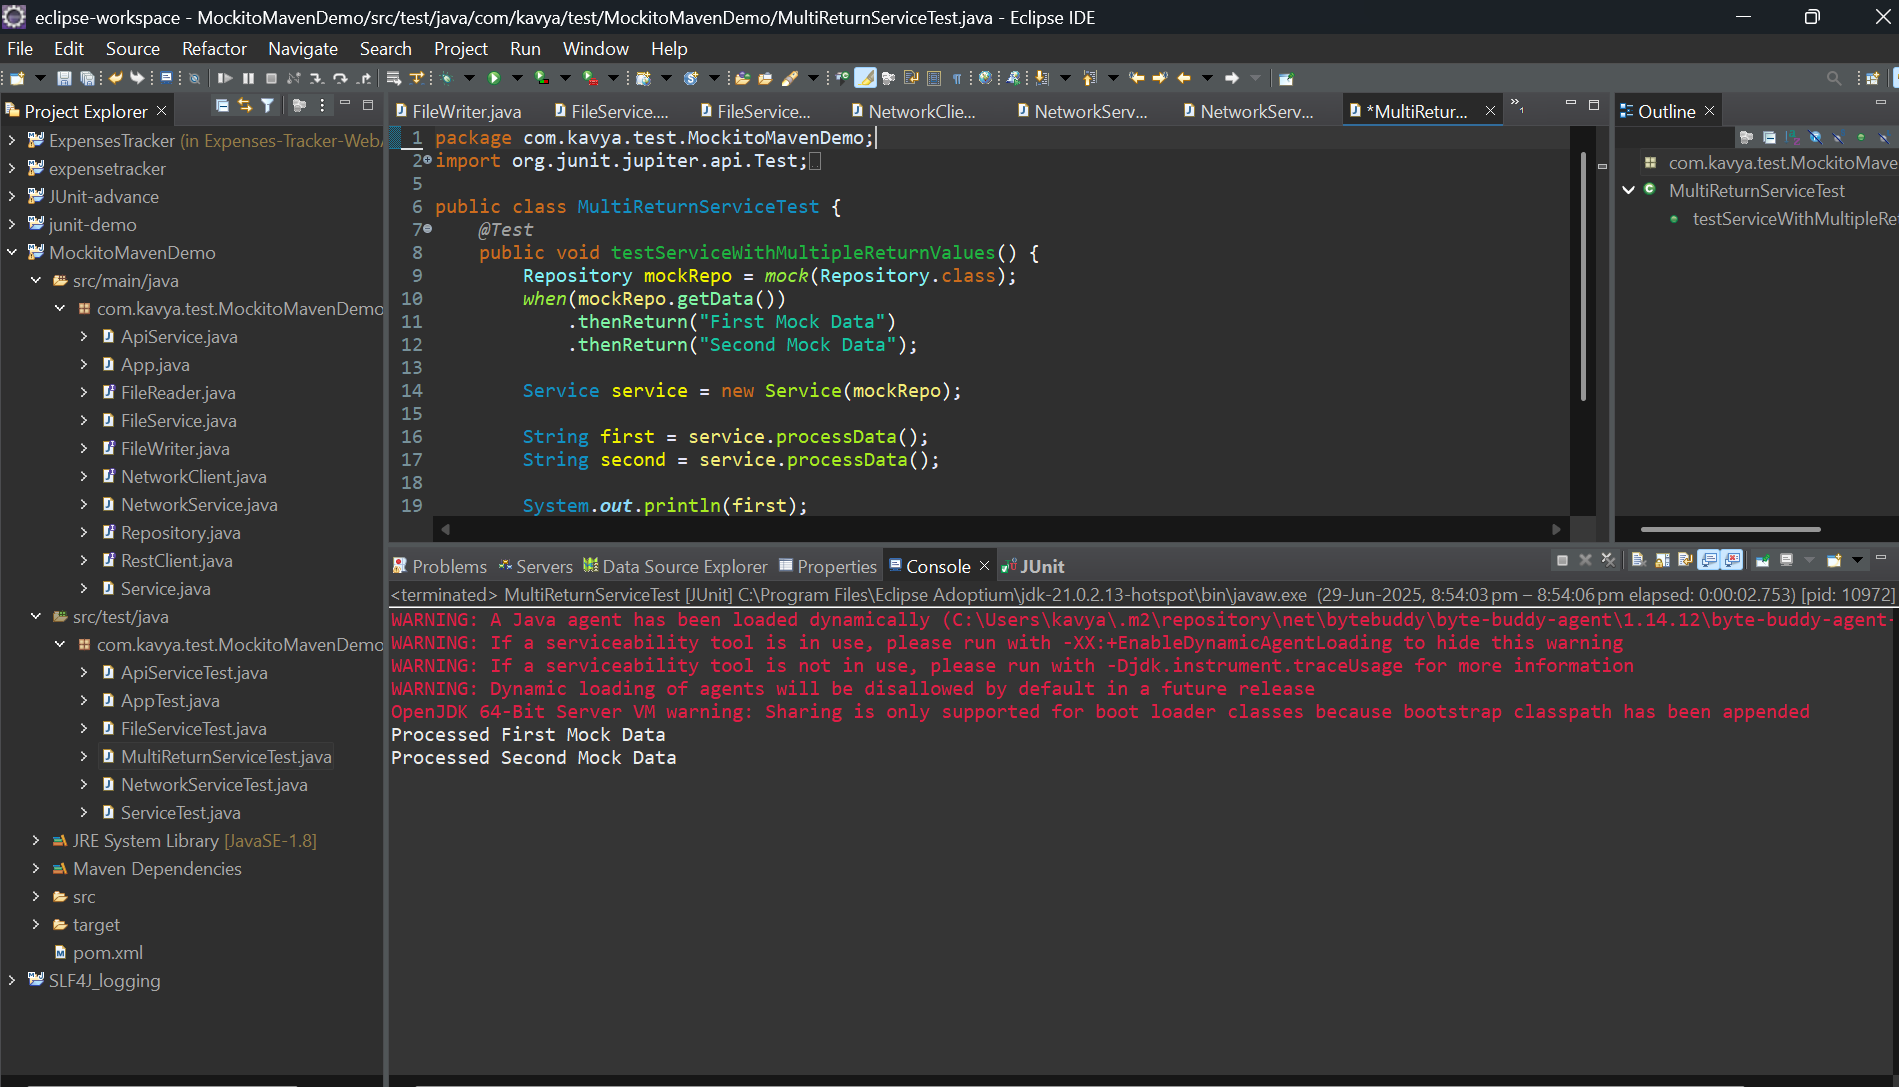 eclipse-workspace - MockitoMavenDemo/src/test/java/com/kavya/test/MockitoMavenDemo/MultiReturnServiceTest.java - Eclipse IDE
File Edit Source Refactor Navigate Search Project Run Window Help
Project Explorer
ExpensesTracker (in Expenses-Tracker-WebA
expensetracker
JUnit-advance
junit-demo
MockitoMavenDemo
src/main/java
com.kavya.test.MockitoMavenDemo
ApiService.java
App.java
FileReader.java
FileService.java
FileWriter.java
NetworkClient.java
NetworkService.java
Repository.java
RestClient.java
Service.java
src/test/java
com.kavya.test.MockitoMavenDemo
ApiServiceTest.java
AppTest.java
FileServiceTest.java
MultiReturnServiceTest.java
NetworkServiceTest.java
ServiceTest.java
JRE System Library [JavaSE-1.8]
Maven Dependencies
src
target
pom.xml
SLF4J_logging
FileWriter.java FileService.... FileService... NetworkClie... NetworkServ... NetworkServ... *MultiRetur... »1
1 package com.kavya.test.MockitoMavenDemo;
2 import org.junit.jupiter.api.Test;
5
6 public class MultiReturnServiceTest {
7 @Test
8 public void testServiceWithMultipleReturnValues() {
9 Repository mockRepo = mock(Repository.class);
10 when(mockRepo.getData())
11 .thenReturn("First Mock Data")
12 .thenReturn("Second Mock Data");
13
14 Service service = new Service(mockRepo);
15
16 String first = service.processData();
17 String second = service.processData();
18
19 System.out.println(first);
Outline
com.kavya.test.MockitoMave
MultiReturnServiceTest
testServiceWithMultipleRe
Problems Servers Data Source Explorer Properties Console JUnit
<terminated> MultiReturnServiceTest [JUnit] C:\Program Files\Eclipse Adoptium\jdk-21.0.2.13-hotspot\bin\javaw.exe (29-Jun-2025, 8:54:03 pm – 8:54:06 pm elapsed: 0:00:02.753) [pid: 10972]
WARNING: A Java agent has been loaded dynamically (C:\Users\kavya\.m2\repository\net\bytebuddy\byte-buddy-agent\1.14.12\byte-buddy-agent-
WARNING: If a serviceability tool is in use, please run with -XX:+EnableDynamicAgentLoading to hide this warning
WARNING: If a serviceability tool is not in use, please run with -Djdk.instrument.traceUsage for more information
WARNING: Dynamic loading of agents will be disallowed by default in a future release
OpenJDK 64-Bit Server VM warning: Sharing is only supported for boot loader classes because bootstrap classpath has been appended
Processed First Mock Data
Processed Second Mock Data